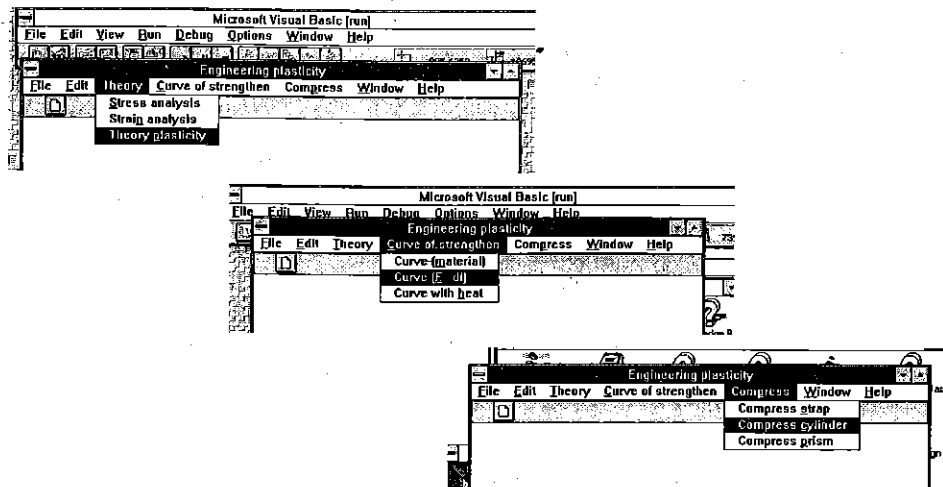 Microsoft Visual Basic [run]
File Edit View Run Debug Options Window Help
Engineering plasticity
File Edit Theory Curve of strengthen Compress Window Help
Stress analysis
Strain analysis
Theory plasticity
Microsoft Visual Basic [run]
File Edit View Run Debug Options Window Help
Engineering plasticity
File Edit Theory Curve of strengthen Compress Window Help
Curve (material)
Curve (F dl)
Curve with heat
Engineering plasticity
File Edit Theory Curve of strengthen Compress Window Help
Compress strap
Compress cylinder
Compress prism